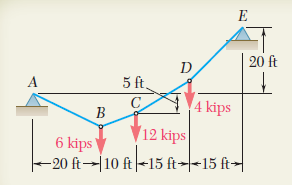 E
20 ft
D
A
5 ft
C
B
4 kips
12 kips
6 kips
20 ft
10 ft
15 ft
15 ft